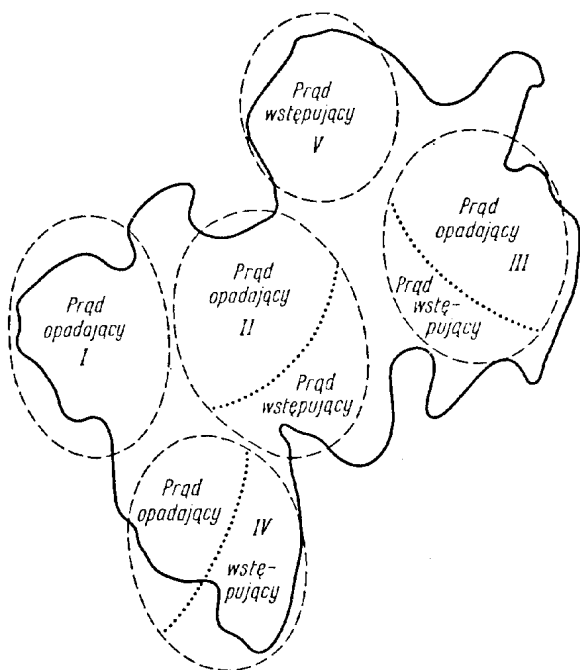 Prąd
wstępujący
V
Prąd
opadający
III
Prąd
wstę-
pujący
Prąd
opadający
II
Prąd
wstępujący
Prąd
opadający
I
Prąd
opadający
IV
wstę-
pujący